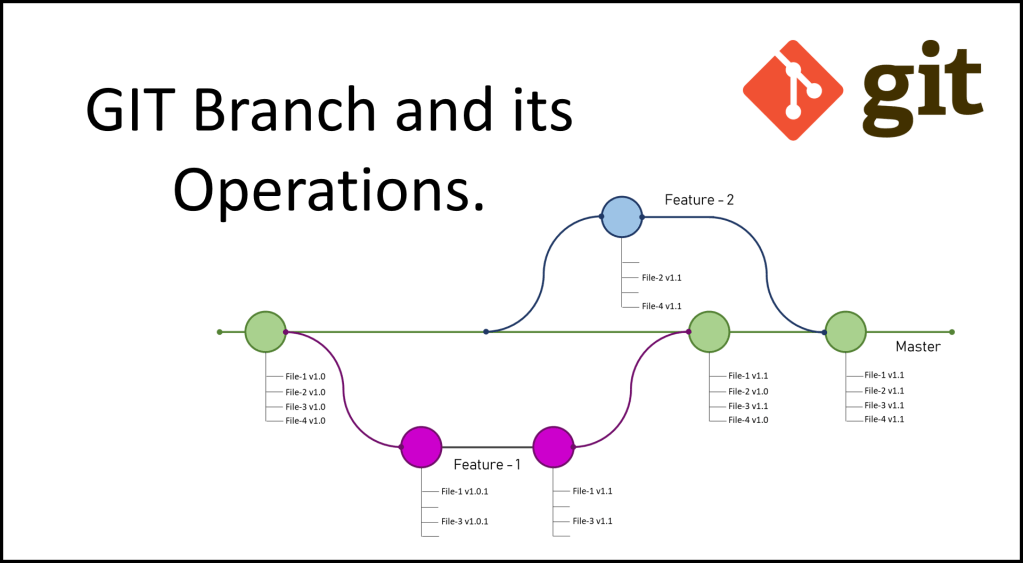 GIT Branch and its
Operations.
git
Feature - 2
File-2 v1.1
File-4 v1.1
Master
File-1 v1.0
File-2 v1.0
File-3 v1.0
File-4 v1.0
File-1 v1.1
File-2 v1.0
File-3 v1.1
File-4 v1.0
File-1 v1.1
File-2 v1.1
File-3 v1.1
File-4 v1.1
Feature - 1
File-1 v1.0.1
File-3 v1.0.1
File-1 v1.1
File-3 v1.1